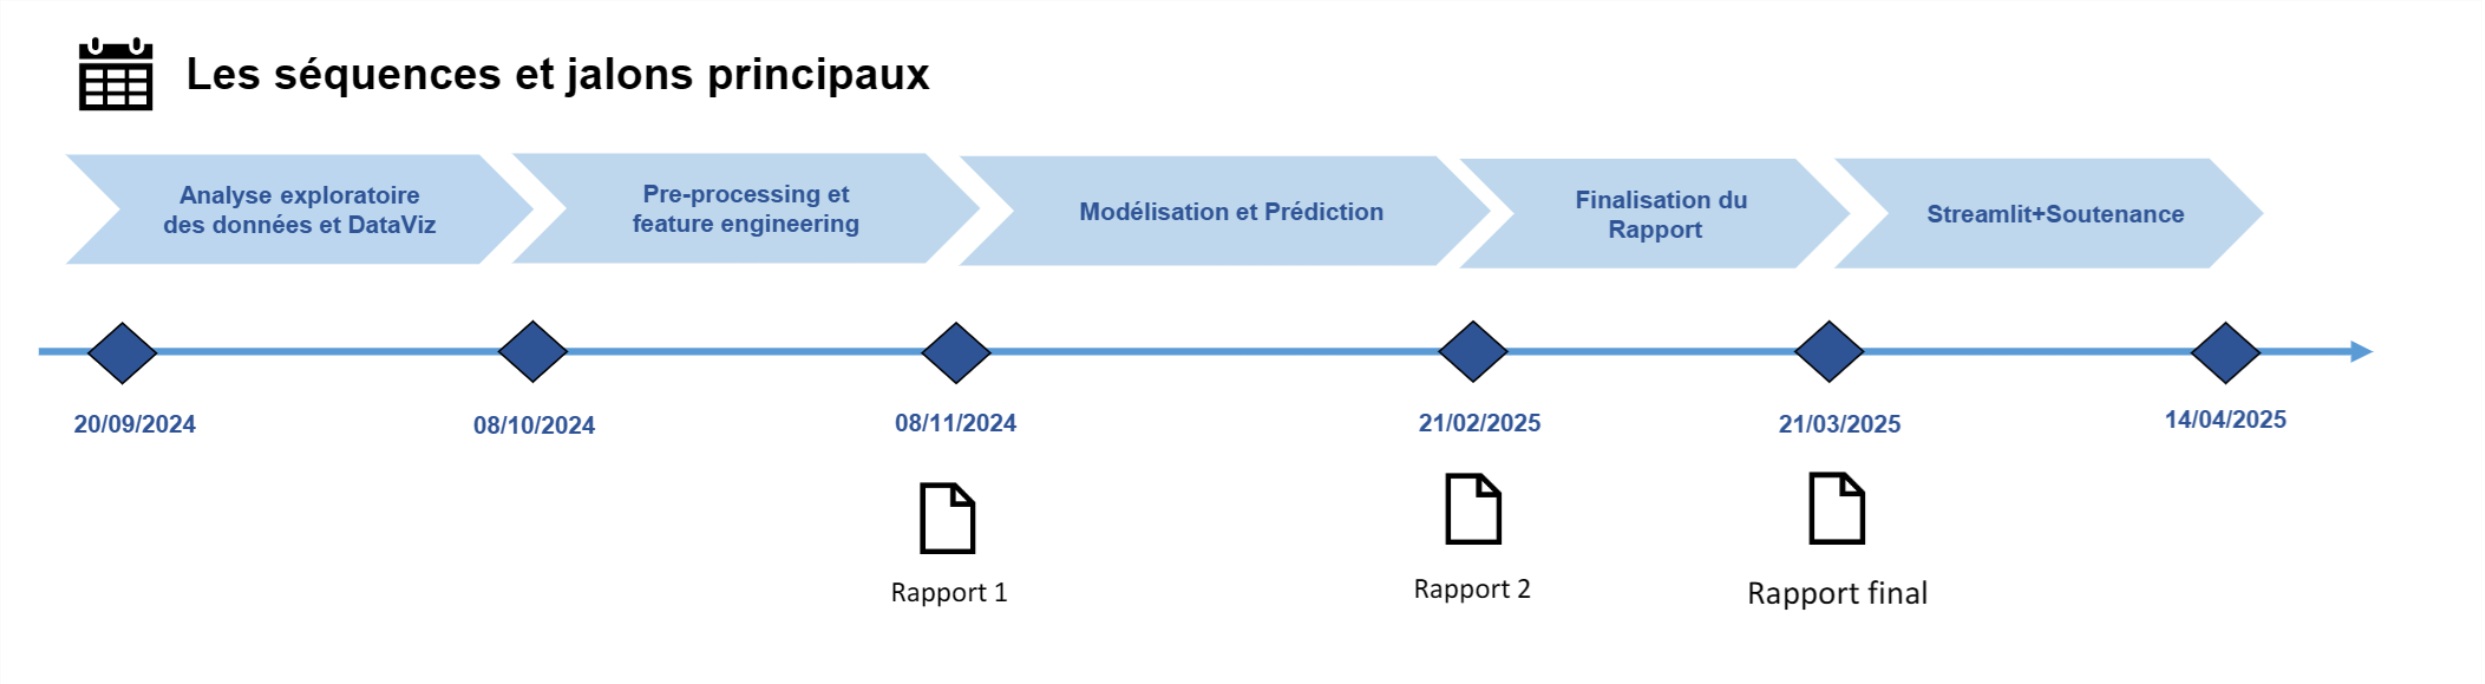 Les séquences et jalons principaux
Analyse exploratoire
des données et DataViz
Pre-processing et
feature engineering
Modélisation et Prédiction
Finalisation du
Rapport
Streamlit+Soutenance
20/09/2024
08/10/2024
08/11/2024
21/02/2025
21/03/2025
14/04/2025
Rapport 1
Rapport 2
Rapport final